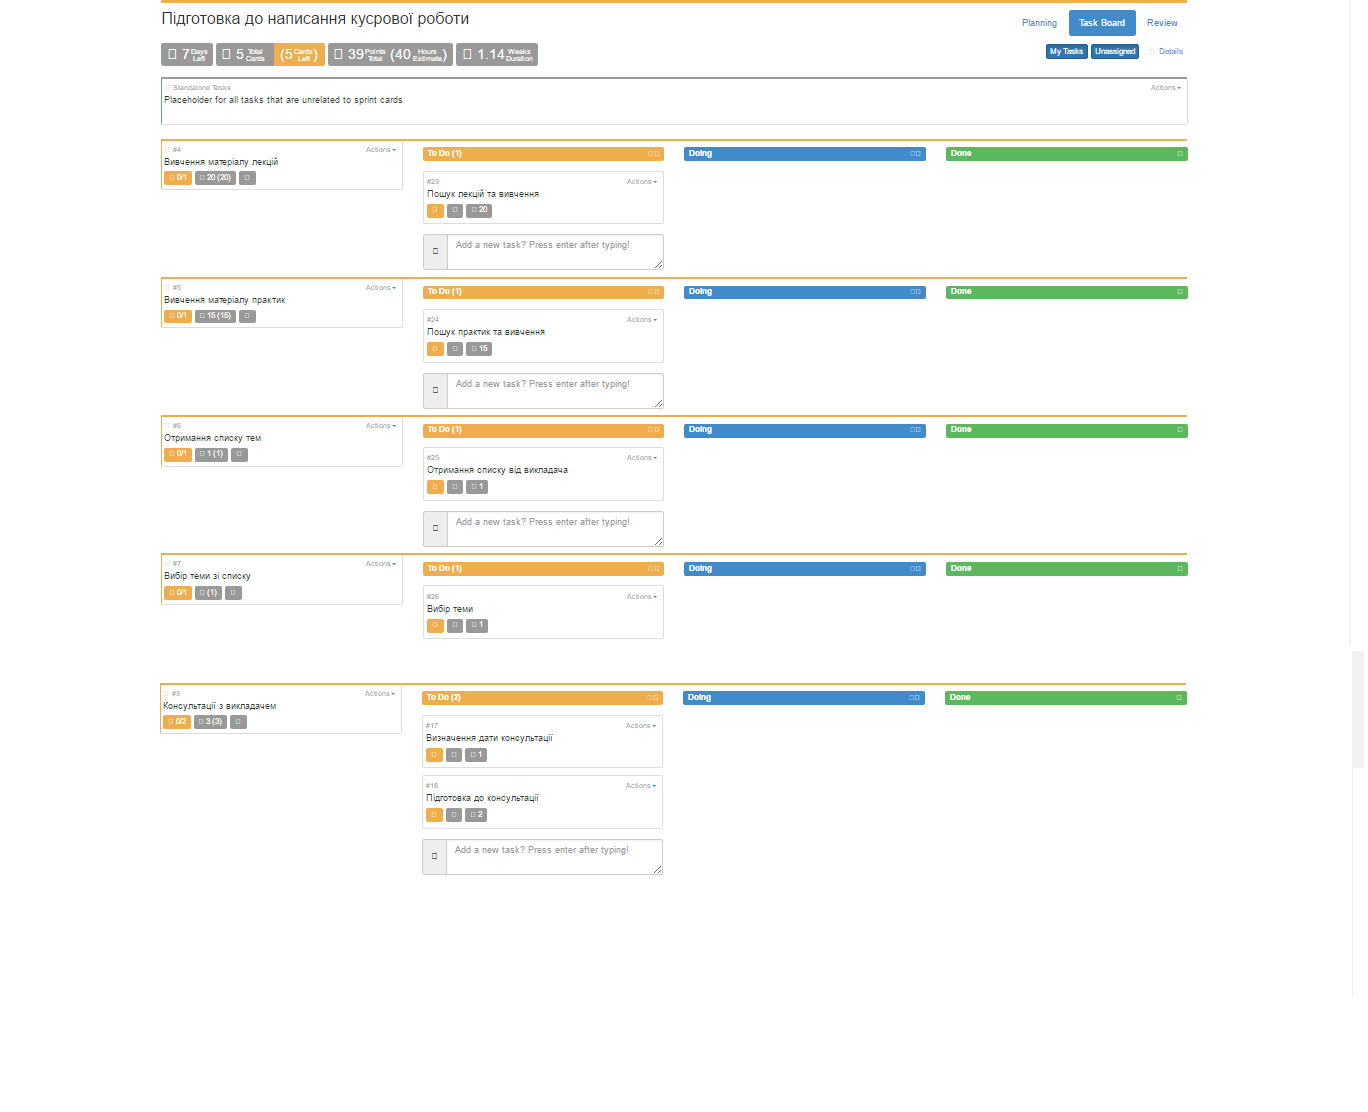 Підготовка до написання кусрової роботи
Planning Task Board Review
7 Days Left 5 Total Cards (5 Cards Left) 39 Points Total (40 Hours Estimate) 1.14 Weeks Duration
My Tasks Unassigned Details
Standalone Tasks Actions
Placeholder for all tasks that are unrelated to sprint cards
#4 Actions
Вивчення матеріалу лекцій
0/1 20 (20)
To Do (1) Doing Done
#23 Actions
Пошук лекцій та вивчення
20
Add a new task? Press enter after typing!
#5 Actions
Вивчення матеріалу практик
0/1 15 (15)
To Do (1) Doing Done
#24 Actions
Пошук практик та вивчення
15
Add a new task? Press enter after typing!
#6 Actions
Отримання списку тем
0/1 1 (1)
To Do (1) Doing Done
#25 Actions
Отримання списку від викладача
1
Add a new task? Press enter after typing!
#7 Actions
Вибір теми зі списку
0/1 (1)
To Do (1) Doing Done
#26 Actions
Вибір теми
1
#3 Actions
Консультації з викладачем
0/2 3 (3)
To Do (2) Doing Done
#17 Actions
Визначення дати консультації
1
#18 Actions
Підготовка до консультації
2
Add a new task? Press enter after typing!